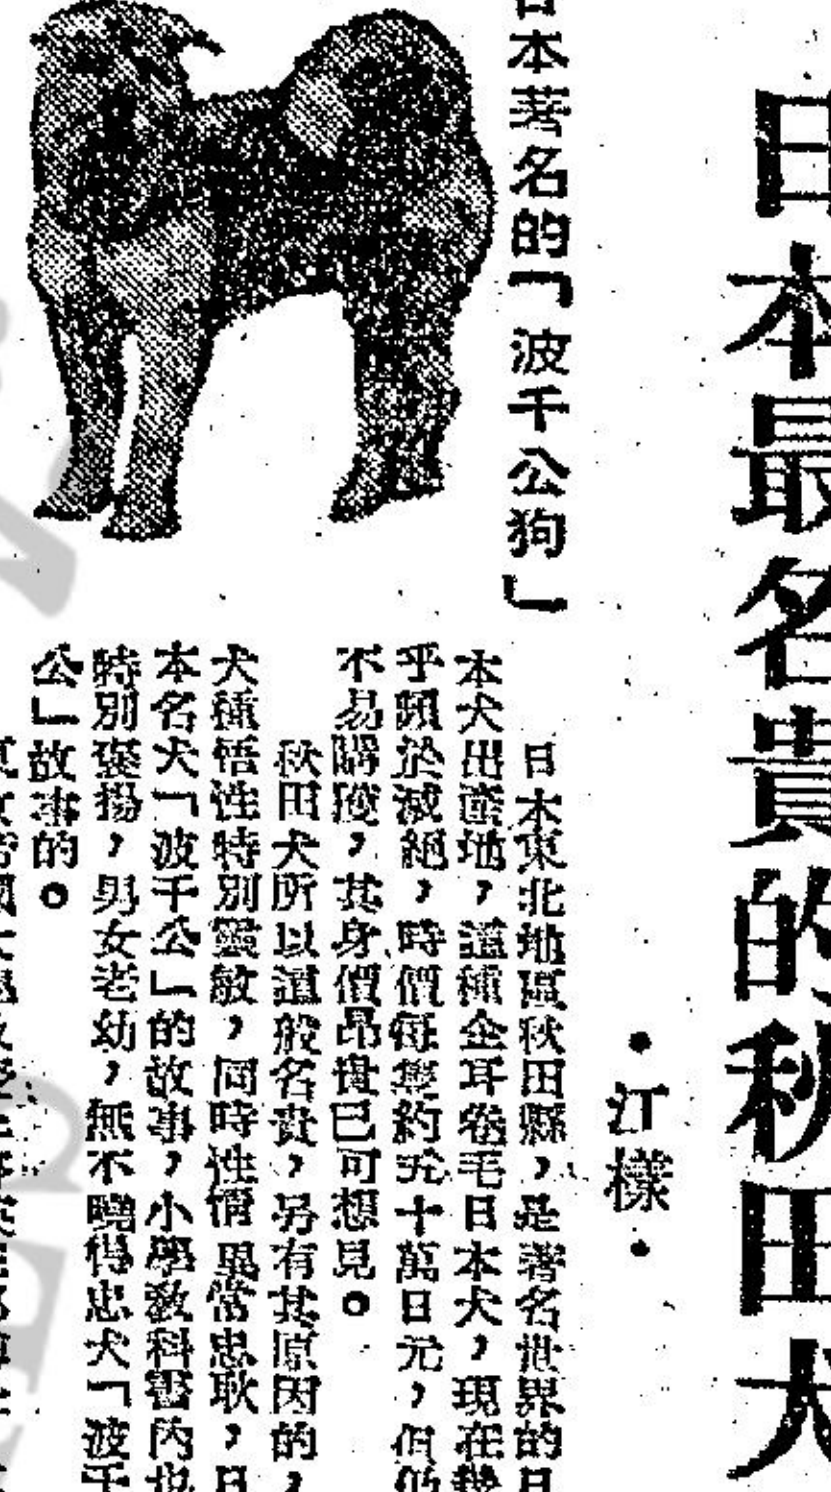 日本最名貴的秋田犬
•江樣•
日本著名的「波千公狗」
日本東北地區秋田縣，是著名世界的日
本犬出產地，這種企耳卷毛日本犬，現在幾
乎頻於滅絕，時價每隻約 十萬日元，但仍
不易購獲，其身價昂貴已可想見。
秋田犬所以這般名貴，另有其原因的，
犬種悟性特別靈敏，同時性情異常忠耿，日
本名犬「波千公」的故事，小學教科書內也
特別褒揚，男女老幼，無不曉得忠犬「波千
公」故事的。